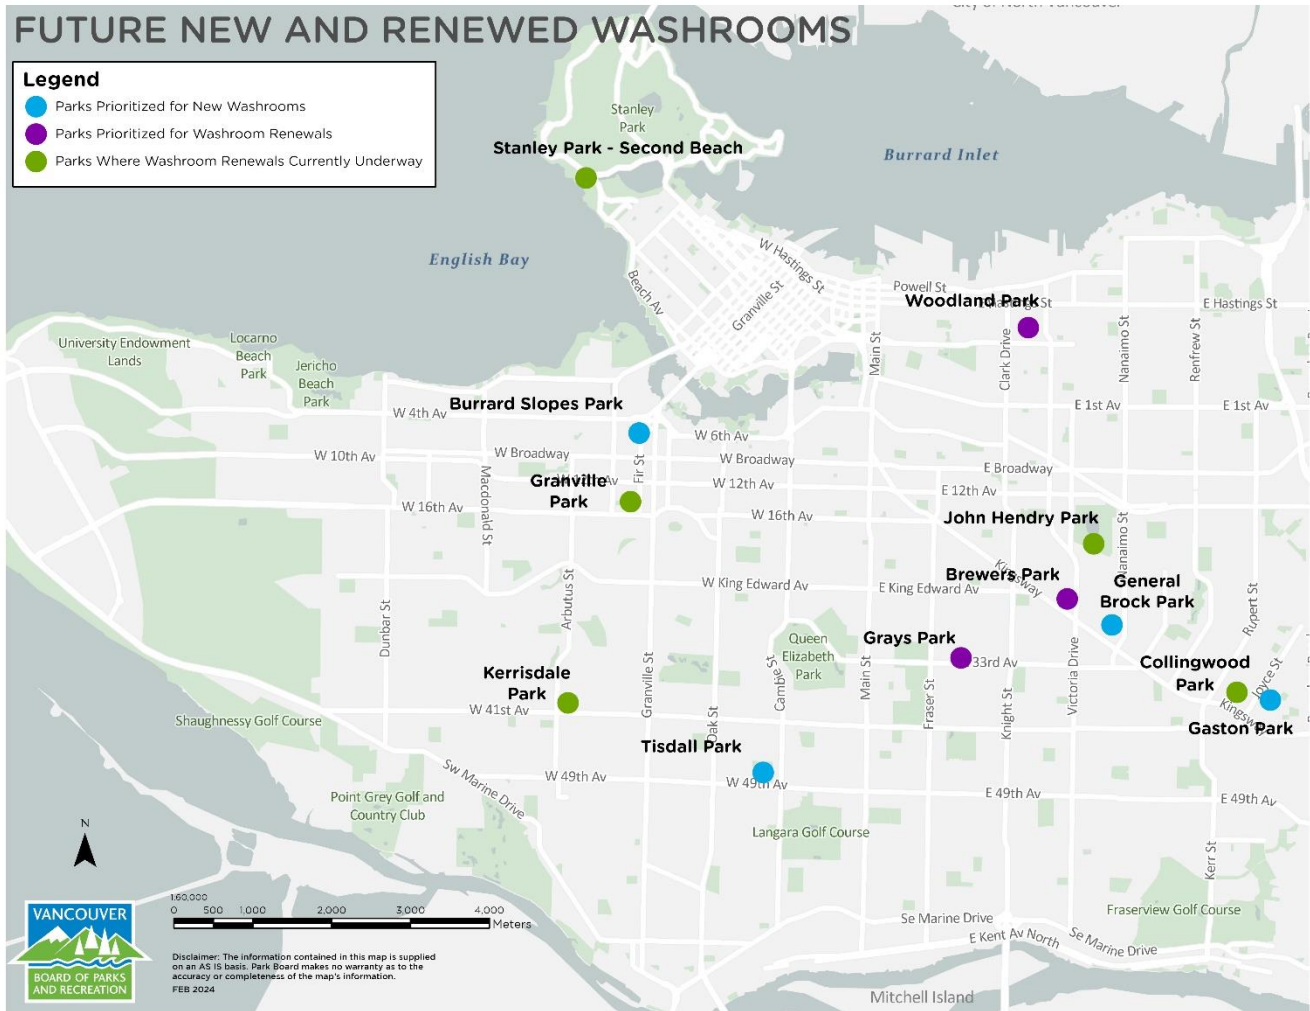 FUTURE NEW AND RENEWED WASHROOMS
Legend
Parks Prioritized for New Washrooms
Parks Prioritized for Washroom Renewals
Parks Where Washroom Renewals Currently Underway
Stanley
Park
Stanley Park - Second Beach
Burrard Inlet
English Bay
W Hastings St
Beach Av
Granville St
Powell St
Woodland Park
E Hastings St
University Endowment
Lands
Locarno
Beach
Park
Jericho
Beach
Park
Main St
Clark Drive
Nanaimo St
Renfrew St
Burrard Slopes Park
W 4th Av
E 1st Av
E 1st Av
W 6th Av
W 10th Av
W Broadway
W Broadway
E Broadway
Macdonald St
Fir St
Granville
Park
W 12th Av
E 12th Av
W 16th Av
W 16th Av
John Hendry Park
Nanaimo St
Kingsway
Brewers Park
General
Brock Park
W King Edward Av
E King Edward Av
Dunbar St
Arbutus St
Rupert St
Queen
Elizabeth
Park
Grays Park
33rd Av
Collingwood
Park
Kerrisdale
Park
Granville St
Oak St
Cambie St
Main St
Fraser St
Knight St
Victoria Drive
Joyce St
Kingsway
Gaston Park
W 41st Av
Shaughnessy Golf Course
Tisdall Park
Sw Marine Drive
W 49th Av
W 49th Av
E 49th Av
E 49th Av
Point Grey Golf and
Country Club
Langara Golf Course
Kerr St
N
1:60,000
0 500 1,000 2,000 3,000 4,000
Meters
Fraserview Golf Course
Se Marine Drive
E Kent Av North
Se Marine Drive
Mitchell Island
VANCOUVER
BOARD OF PARKS
AND RECREATION
Disclaimer: The information contained in this map is supplied
on an AS IS basis. Park Board makes no warranty as to the
accuracy or completeness of the map's information.
FEB 2024